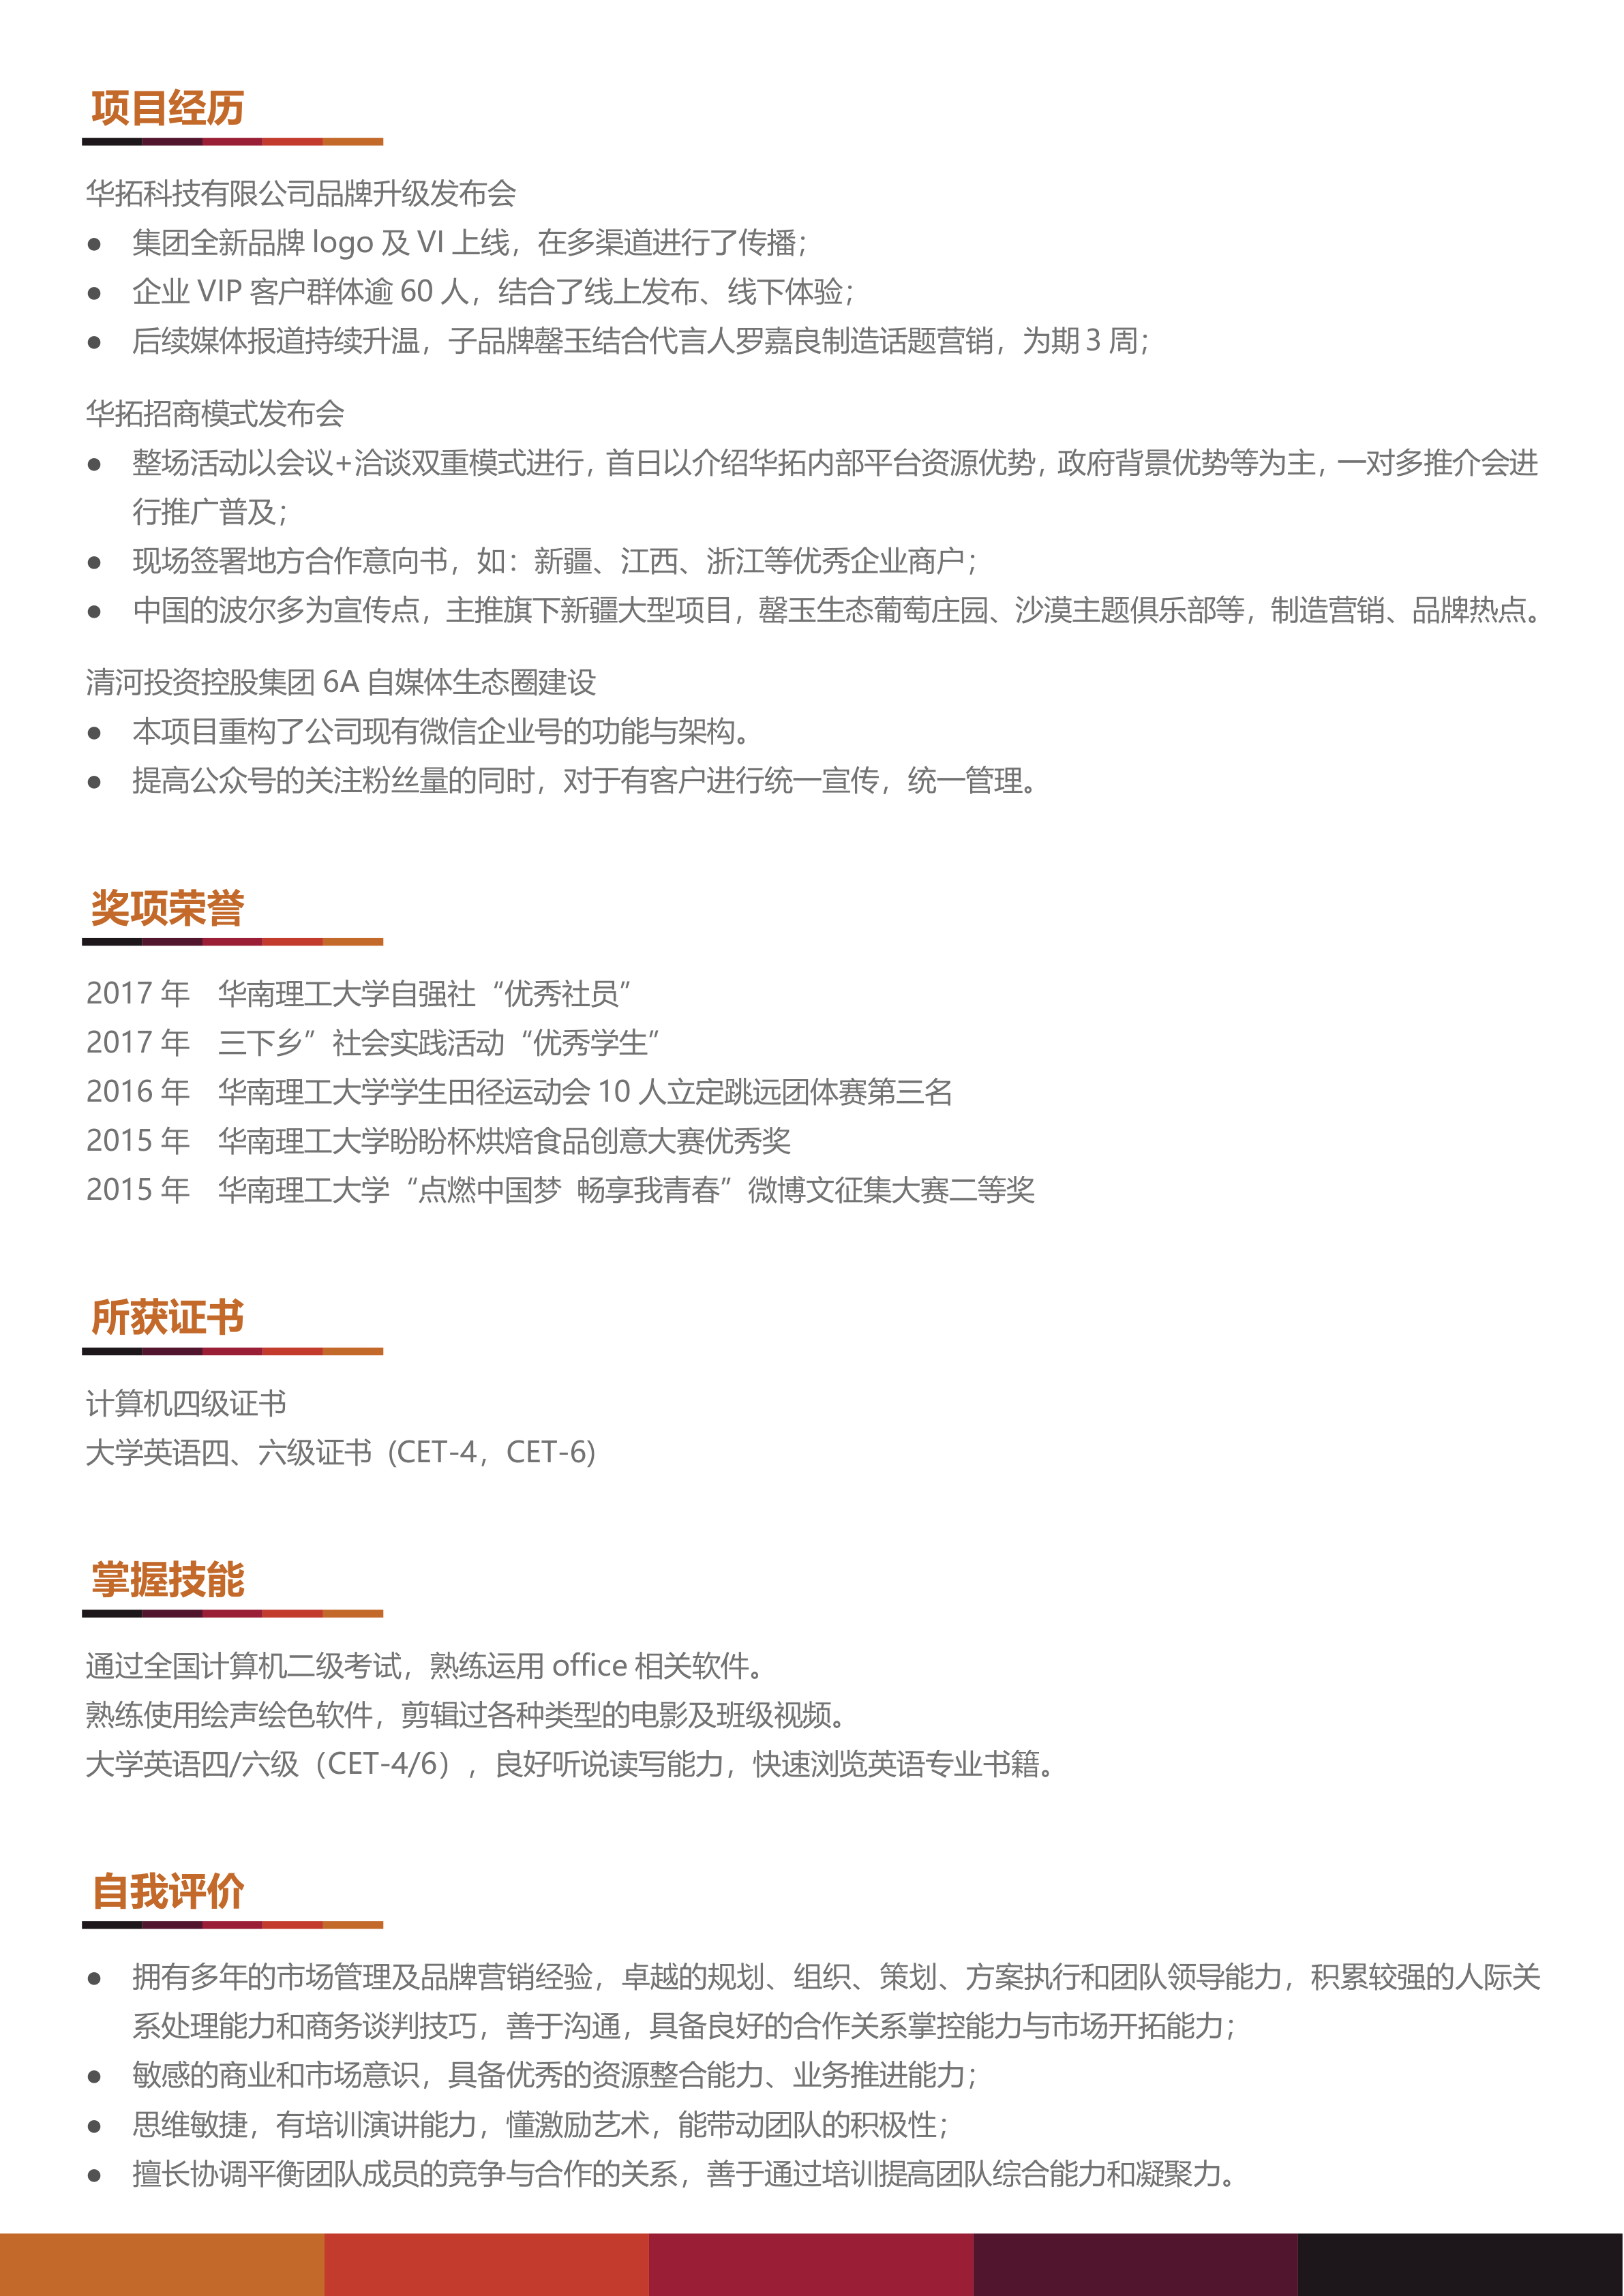 项目经历
华拓科技有限公司品牌升级发布会
● 集团全新品牌 logo 及 VI 上线，在多渠道进行了传播；
● 企业 VIP 客户群体逾 60 人，结合了线上发布、线下体验；
● 后续媒体报道持续升温，子品牌罄玉结合代言人罗嘉良制造话题营销，为期 3 周；
华拓招商模式发布会
● 整场活动以会议+洽谈双重模式进行，首日以介绍华拓内部平台资源优势，政府背景优势等为主，一对多推介会进
行推广普及；
● 现场签署地方合作意向书，如：新疆、江西、浙江等优秀企业商户；
● 中国的波尔多为宣传点，主推旗下新疆大型项目，罄玉生态葡萄庄园、沙漠主题俱乐部等，制造营销、品牌热点。
清河投资控股集团 6A 自媒体生态圈建设
● 本项目重构了公司现有微信企业号的功能与架构。
● 提高公众号的关注粉丝量的同时，对于有客户进行统一宣传，统一管理。
奖项荣誉
2017 年 华南理工大学自强社“优秀社员”
2017 年 三下乡”社会实践活动“优秀学生”
2016 年 华南理工大学学生田径运动会 10 人立定跳远团体赛第三名
2015 年 华南理工大学盼盼杯烘焙食品创意大赛优秀奖
2015 年 华南理工大学“点燃中国梦 畅享我青春”微博文征集大赛二等奖
所获证书
计算机四级证书
大学英语四、六级证书 (CET-4，CET-6)
掌握技能
通过全国计算机二级考试，熟练运用 office 相关软件。
熟练使用绘声绘色软件，剪辑过各种类型的电影及班级视频。
大学英语四/六级（CET-4/6），良好听说读写能力，快速浏览英语专业书籍。
自我评价
● 拥有多年的市场管理及品牌营销经验，卓越的规划、组织、策划、方案执行和团队领导能力，积累较强的人际关
系处理能力和商务谈判技巧，善于沟通，具备良好的合作关系掌控能力与市场开拓能力；
● 敏感的商业和市场意识，具备优秀的资源整合能力、业务推进能力；
● 思维敏捷，有培训演讲能力，懂激励艺术，能带动团队的积极性；
● 擅长协调平衡团队成员的竞争与合作的关系，善于通过培训提高团队综合能力和凝聚力。